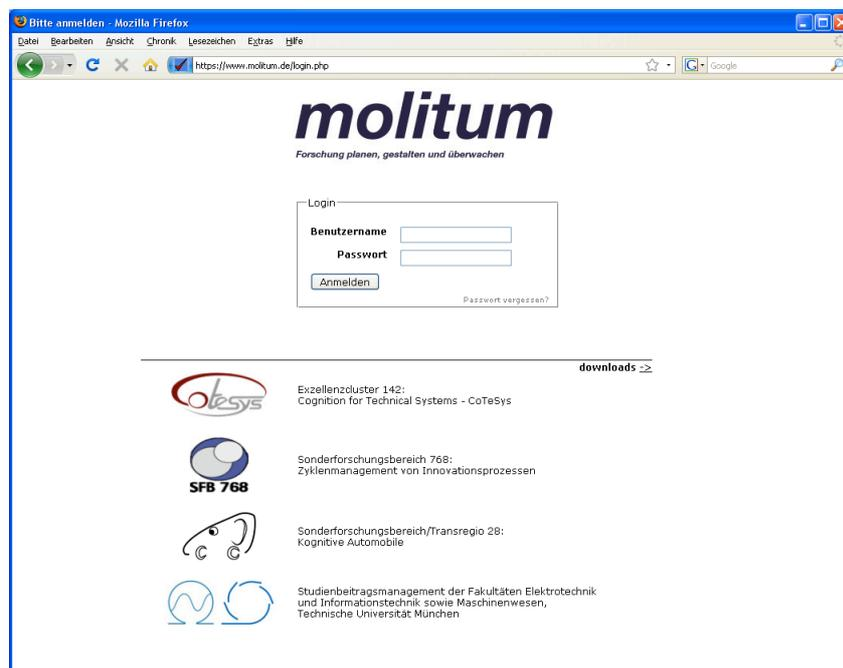 Bitte anmelden - Mozilla Firefox
Datei Bearbeiten Ansicht Chronik Lesezeichen Extras Hilfe
https://www.molitum.de/login.php
G Google
molitum
Forschung planen, gestalten und überwachen
Login
Benutzername
Passwort
Anmelden
Passwort vergessen?
downloads ->
Cotesys
Exzellenzcluster 142:
Cognition for Technical Systems - CoTeSys
SFB 768
Sonderforschungsbereich 768:
Zyklenmanagement von Innovationsprozessen
Sonderforschungsbereich/Transregio 28:
Kognitive Automobile
Studienbeitragsmanagement der Fakultäten Elektrotechnik
und Informationstechnik sowie Maschinenwesen,
Technische Universität München